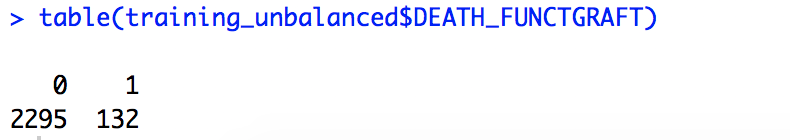 > table(training_unbalanced$DEATH_FUNCTGRAFT)
0 1
2295 132